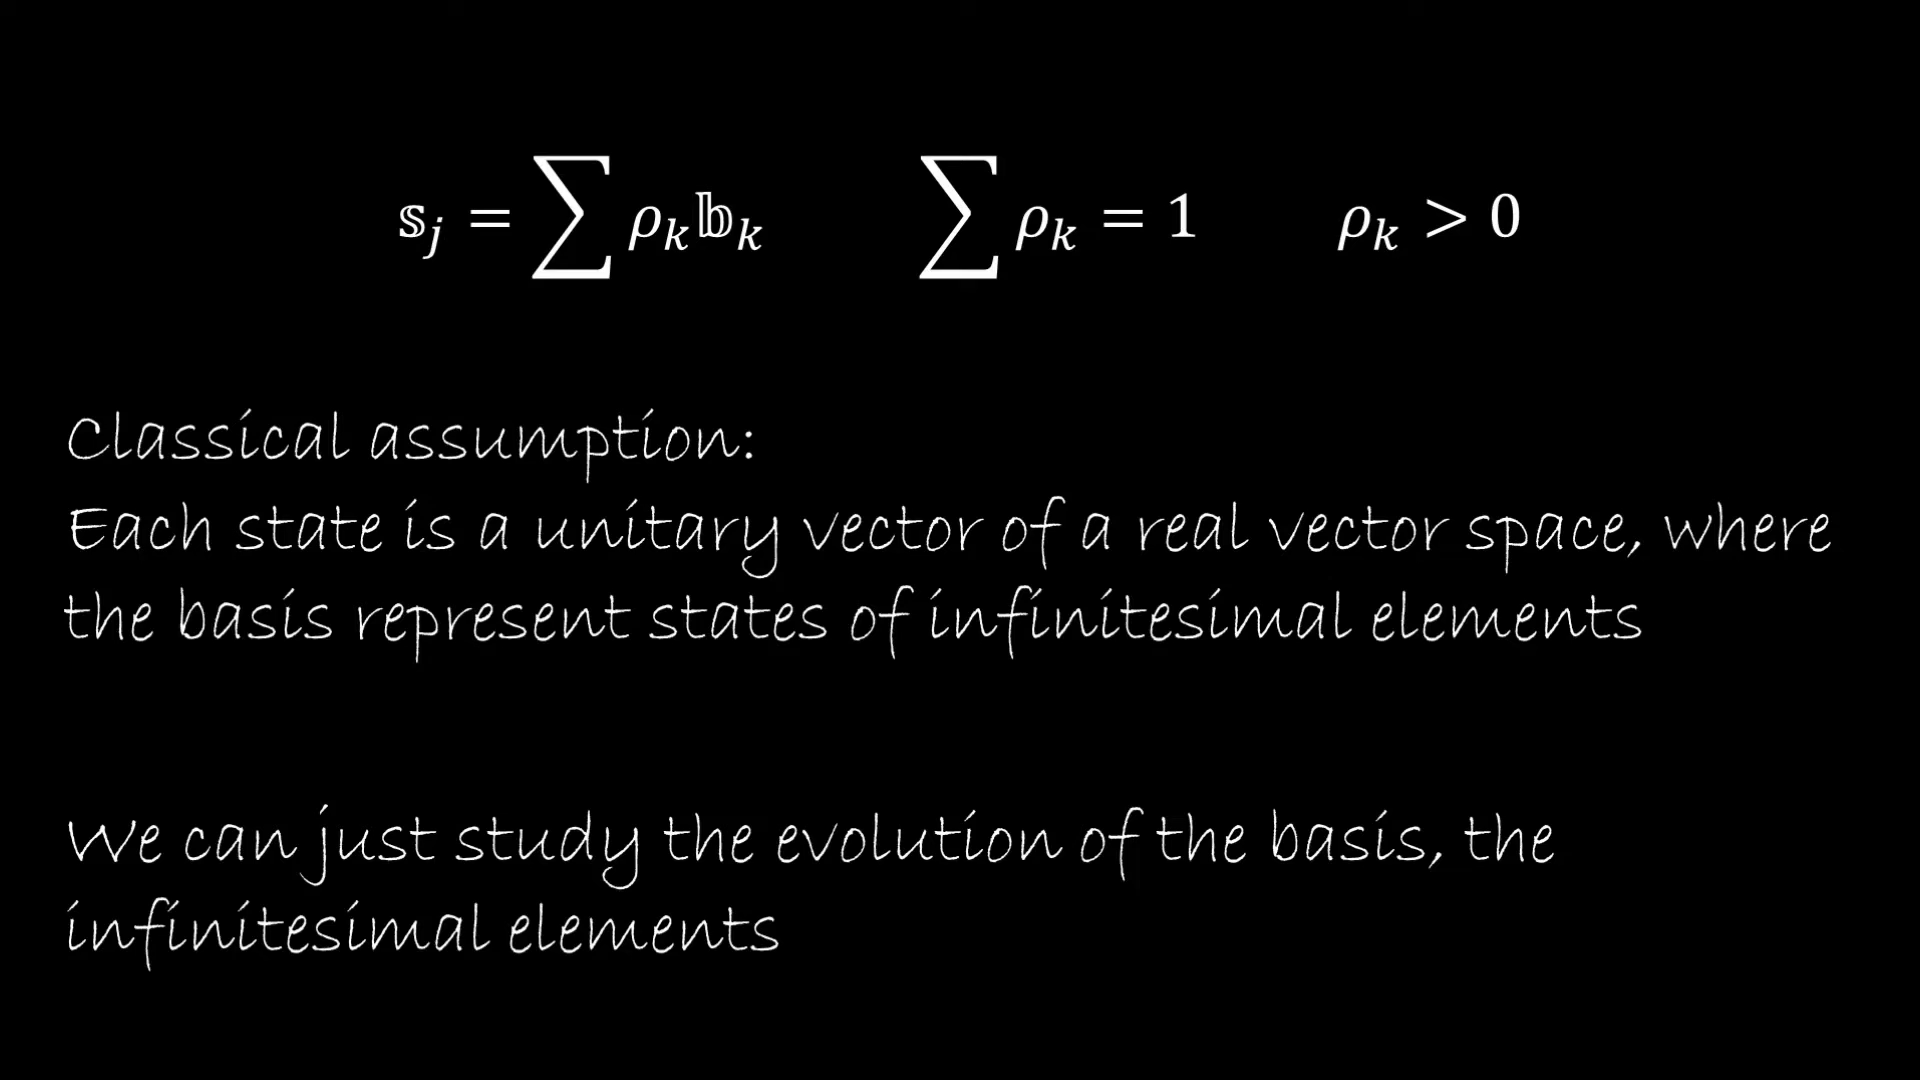 𝕤ⱼ = ∑ ρₖ𝕓ₖ ∑ ρₖ = 1 ρₖ > 0
Classical assumption:
Each state is a unitary vector of a real vector space, where
the basis represent states of infinitesimal elements
We can just study the evolution of the basis, the
infinitesimal elements